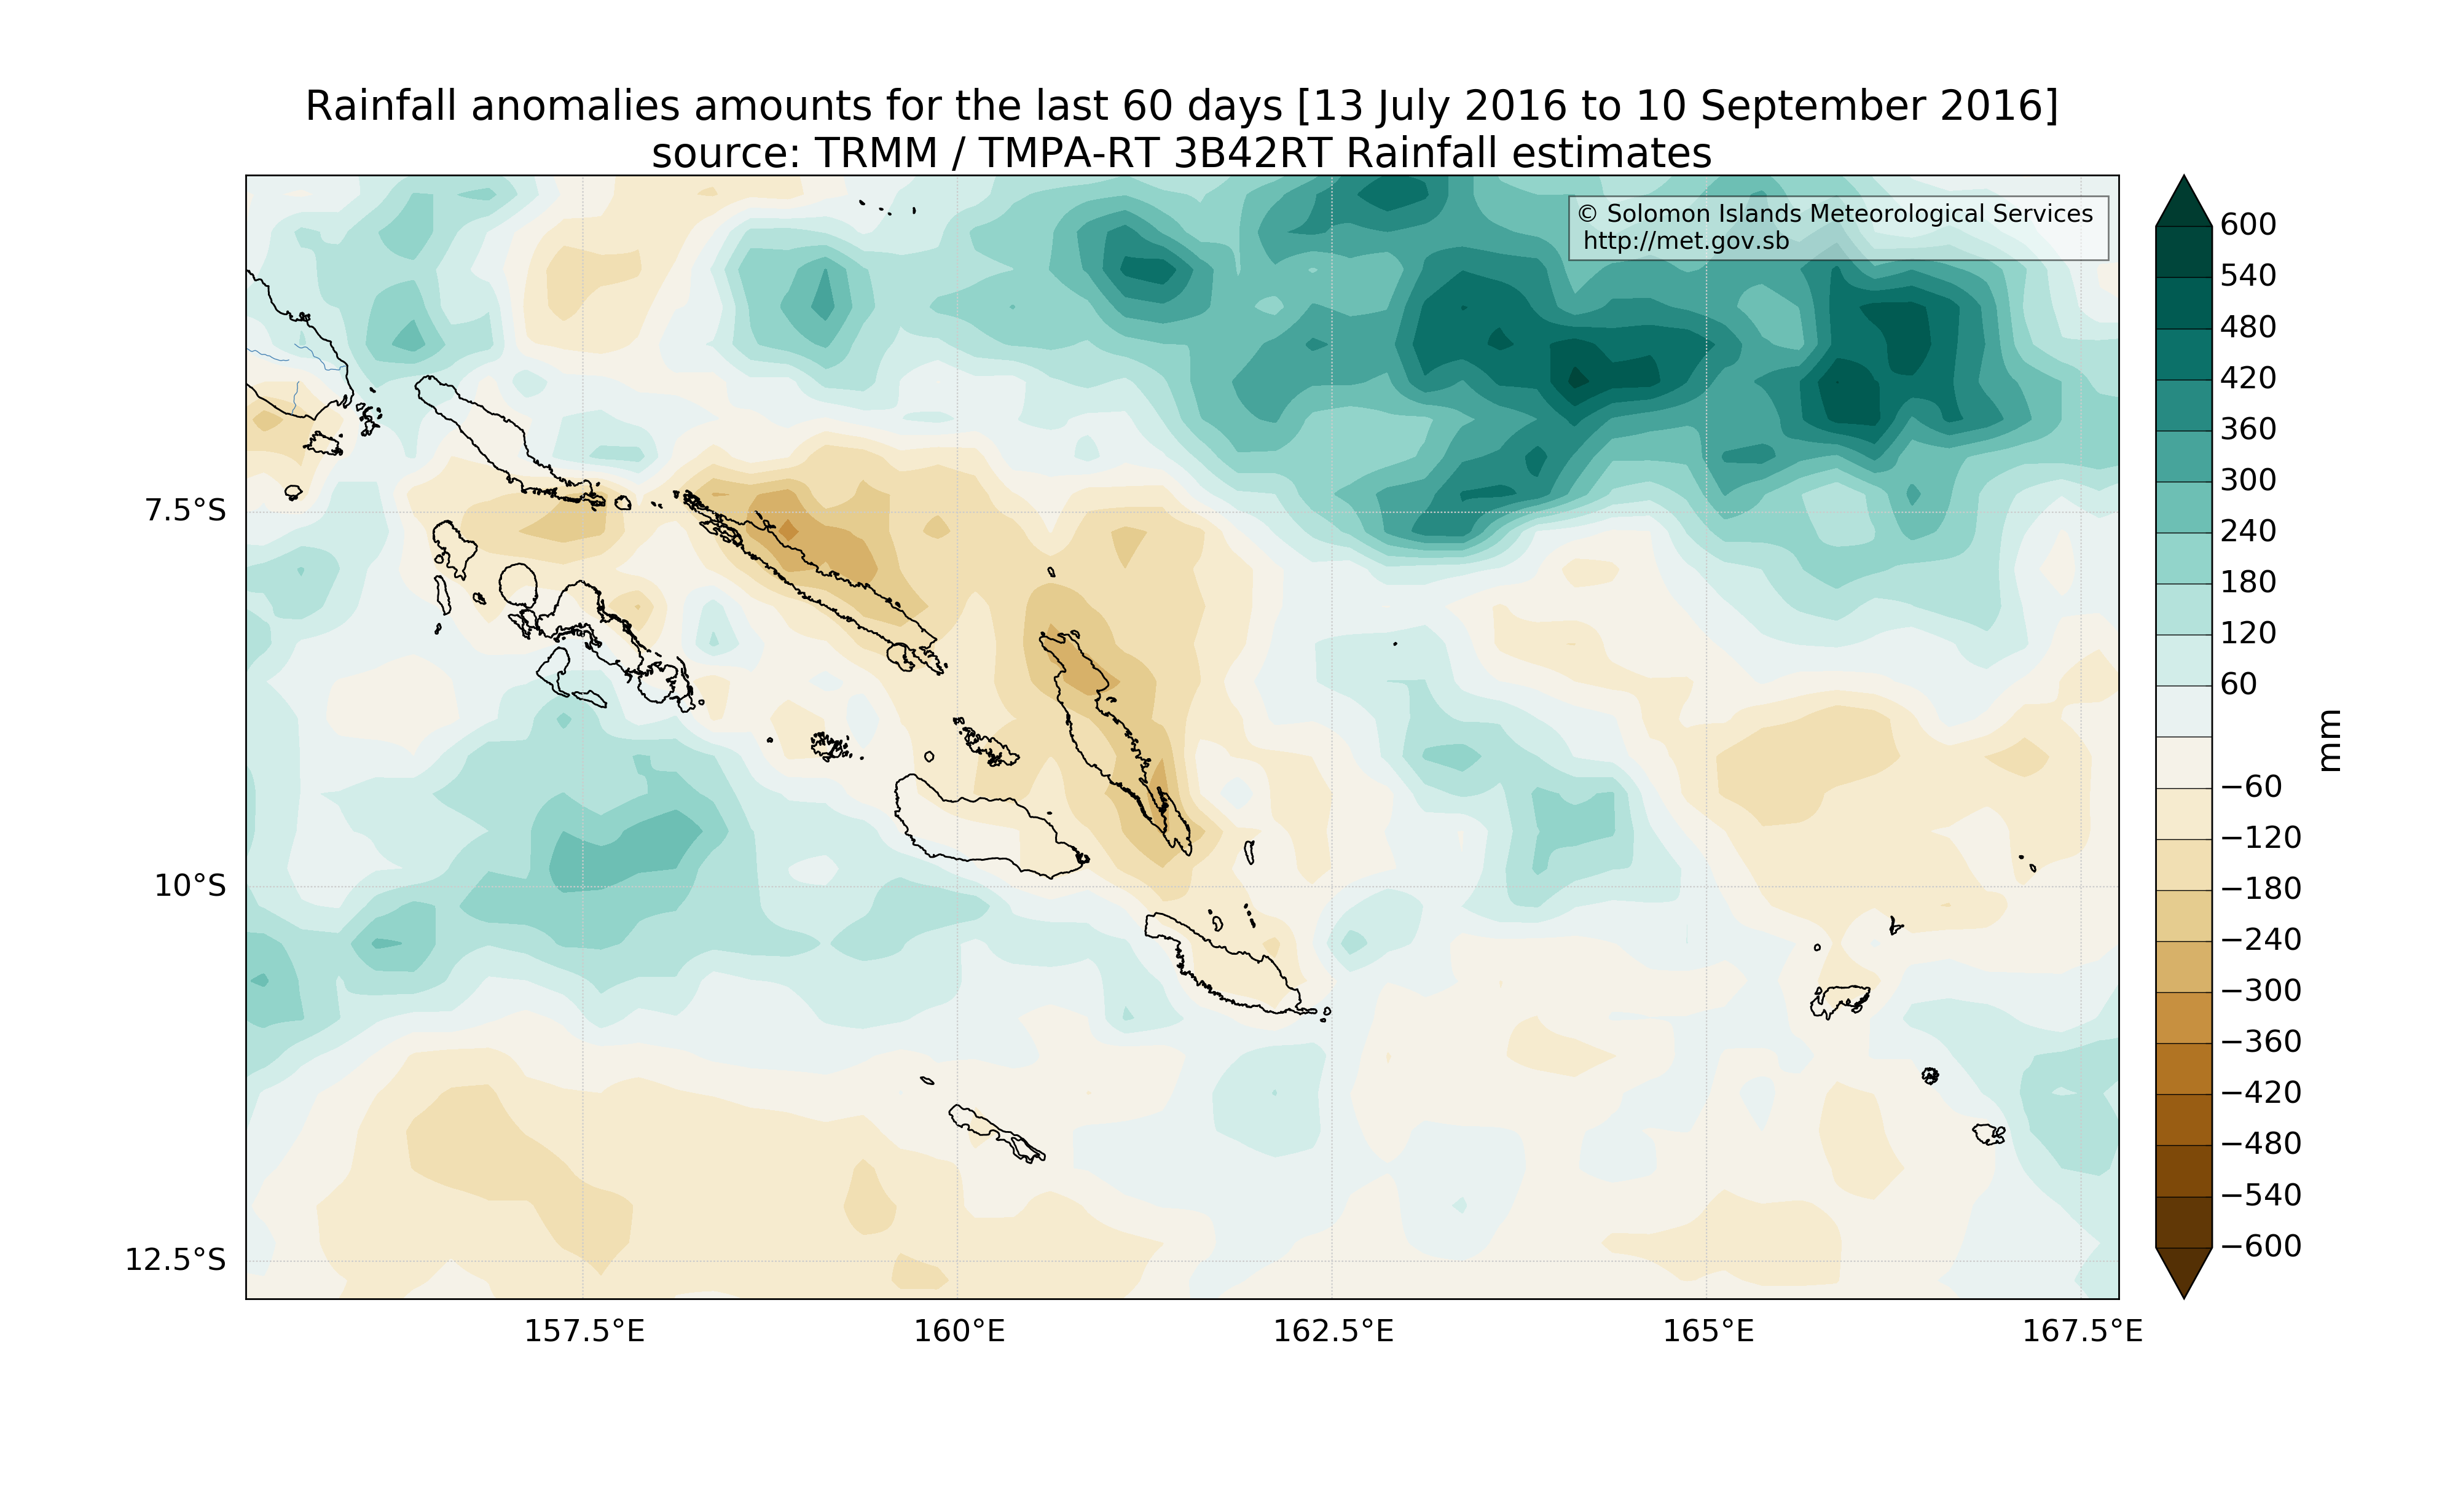 Rainfall anomalies amounts for the last 60 days [13 July 2016 to 10 September 2016]
source: TRMM / TMPA-RT 3B42RT Rainfall estimates
© Solomon Islands Meteorological Services
http://met.gov.sb
7.5°S
10°S
12.5°S
157.5°E
160°E
162.5°E
165°E
167.5°E
600
540
480
420
360
300
240
180
120
60
−60
−120
−180
−240
−300
−360
−420
−480
−540
−600
mm